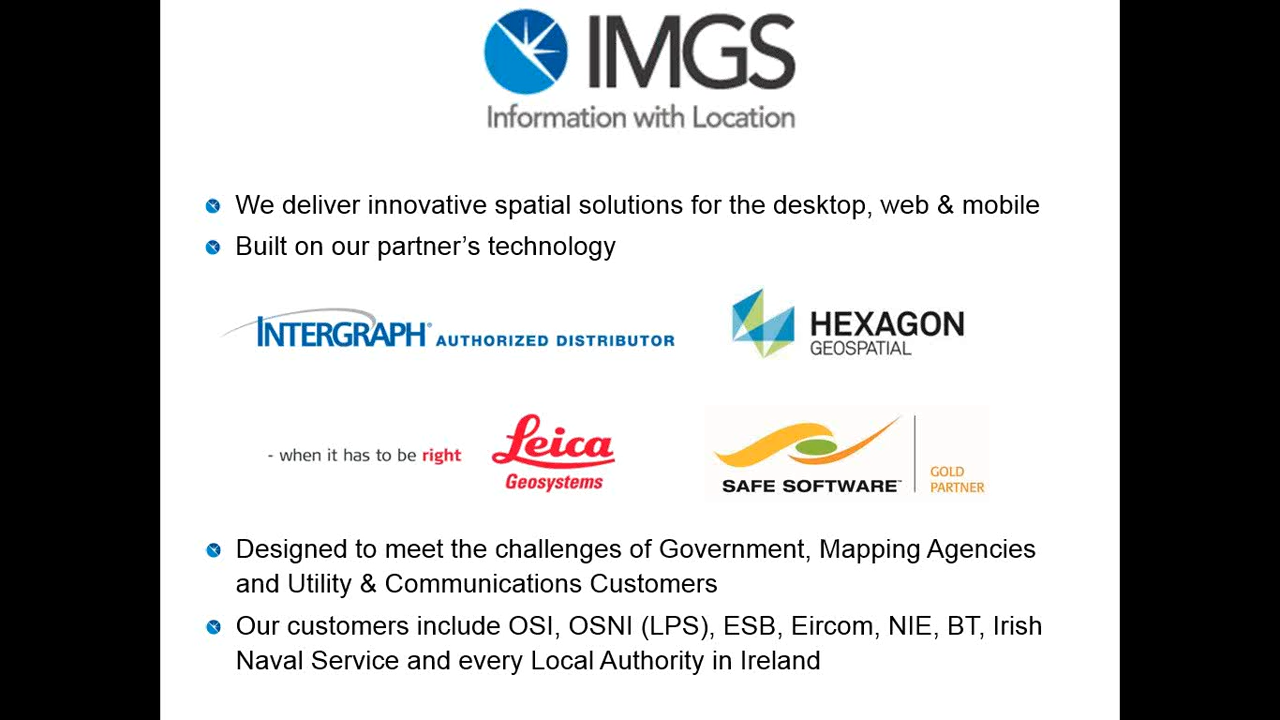 IMGS
Information with Location
We deliver innovative spatial solutions for the desktop, web & mobile
Built on our partner’s technology
INTERGRAPH® AUTHORIZED DISTRIBUTOR
HEXAGON
GEOSPATIAL
- when it has to be right
Leica
Geosystems
SAFE SOFTWARE™
GOLD
PARTNER
Designed to meet the challenges of Government, Mapping Agencies
and Utility & Communications Customers
Our customers include OSI, OSNI (LPS), ESB, Eircom, NIE, BT, Irish
Naval Service and every Local Authority in Ireland